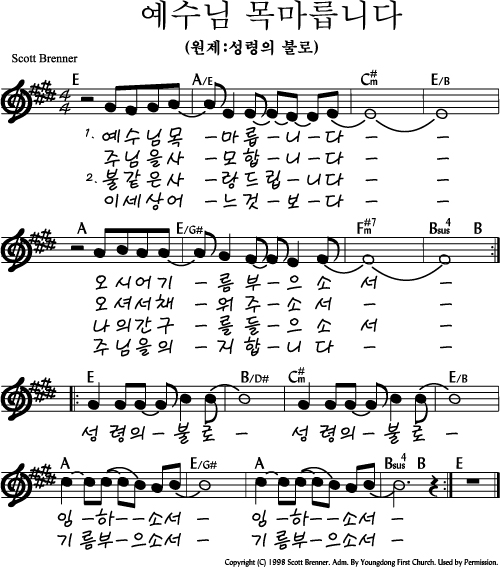 예수님 목마릅니다
(원제:성령의 불로)
Scott Brenner
E A/E C#m E/B
4/4
1. 예수님목 -마릅-니-다 - -
주님을사 -모합-니-다 - -
2. 불같은사 -랑드립-니다 - -
이세상어 -느것-보-다 - -
A E/G# F#m7 Bsus4 B
오시어기 -름부-으소 서 -
오셔서채 -워주-소 서 -
나의간구 -를들-으소 서 -
주님을의 -지합-니다 - -
E B/D# C#m E/B
성령의-불로- 성령의-불로-
A E/G# A E/G# Bsus4 B E
임-하--소서 - 임-하--소서 -
기름부-으소서 - 기름부-으소서 -
Copyright (C) 1998 Scott Brenner. Adm. By Youngdong First Church. Used by Permission.